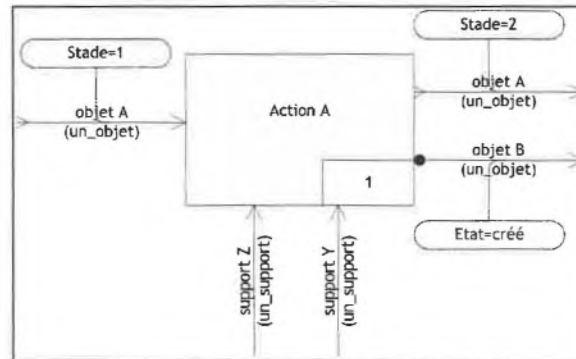 Stade=1
Stade=2
objet A
(un_objet)
Action A
objet A
(un_objet)
objet B
(un_objet)
1
Etat=créé
support Z
(un_support)
support Y
(un_support)